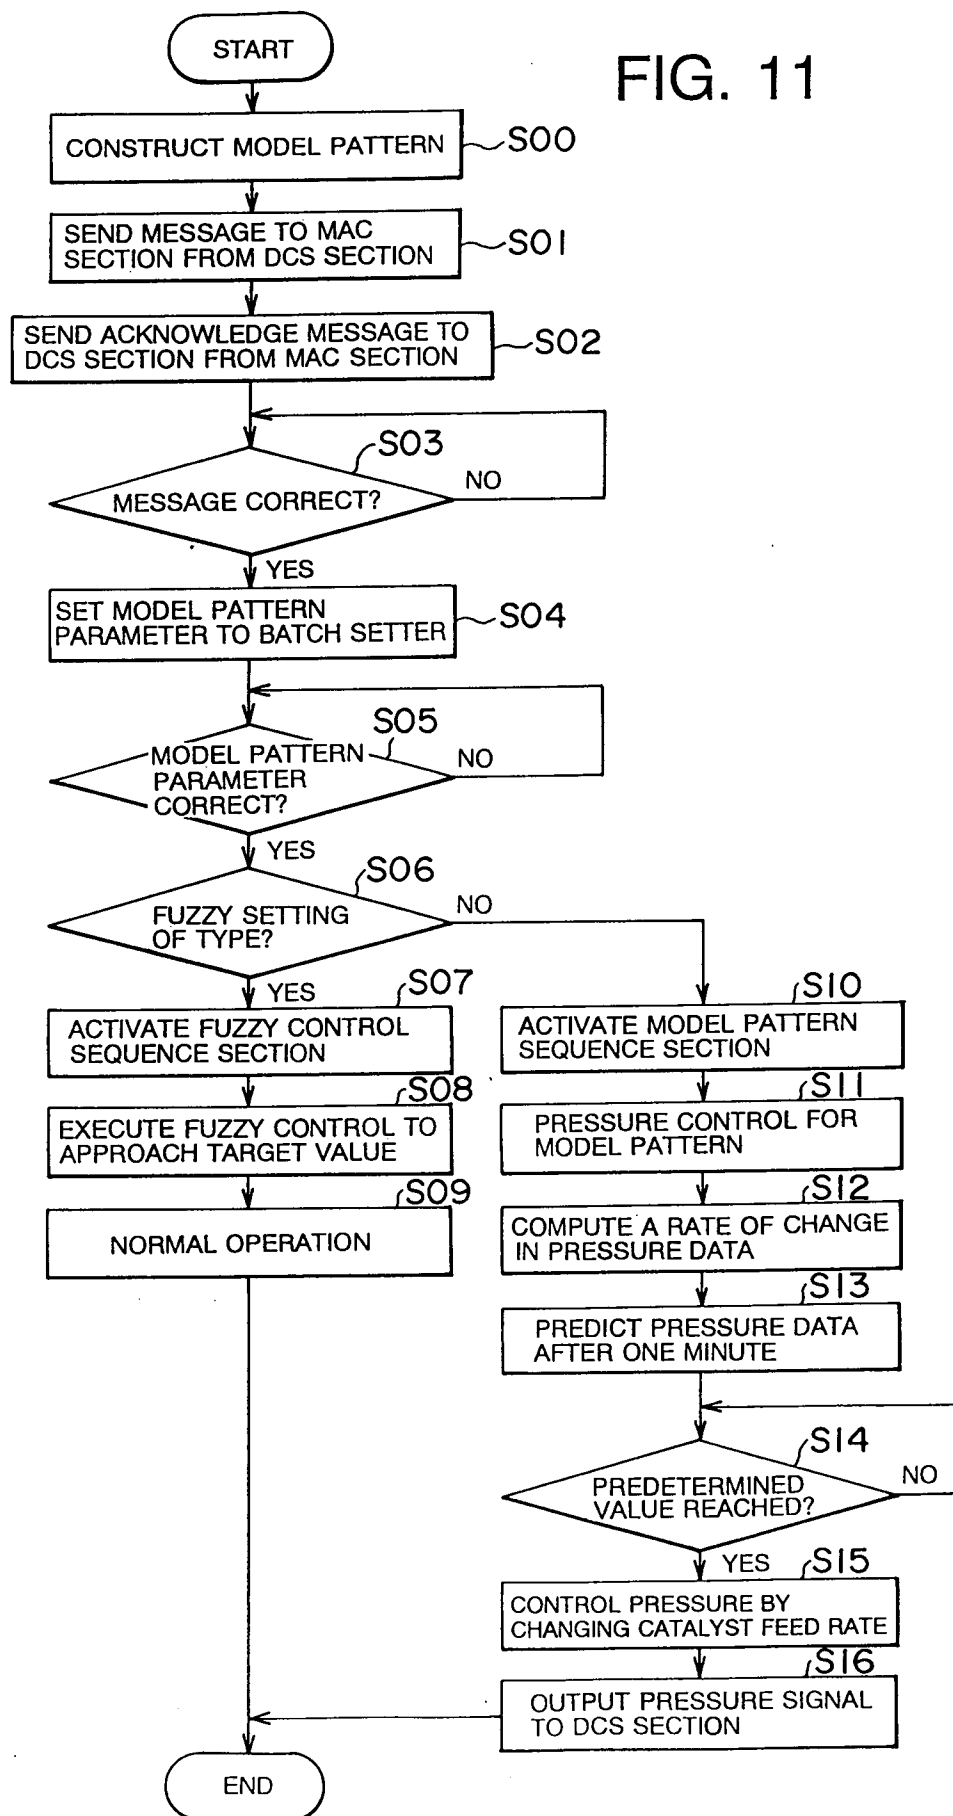 START
FIG. 11
CONSTRUCT MODEL PATTERN
S00
SEND MESSAGE TO MAC
SECTION FROM DCS SECTION
S01
SEND ACKNOWLEDGE MESSAGE TO
DCS SECTION FROM MAC SECTION
S02
S03
MESSAGE CORRECT?
NO
YES
SET MODEL PATTERN
PARAMETER TO BATCH SETTER
S04
S05
MODEL PATTERN
PARAMETER
CORRECT?
NO
YES
S06
FUZZY SETTING
OF TYPE?
NO
YES
S07
ACTIVATE FUZZY CONTROL
SEQUENCE SECTION
S08
EXECUTE FUZZY CONTROL TO
APPROACH TARGET VALUE
S09
NORMAL OPERATION
S10
ACTIVATE MODEL PATTERN
SEQUENCE SECTION
S11
PRESSURE CONTROL FOR
MODEL PATTERN
S12
COMPUTE A RATE OF CHANGE
IN PRESSURE DATA
S13
PREDICT PRESSURE DATA
AFTER ONE MINUTE
S14
PREDETERMINED
VALUE REACHED?
NO
YES
S15
CONTROL PRESSURE BY
CHANGING CATALYST FEED RATE
S16
OUTPUT PRESSURE SIGNAL
TO DCS SECTION
END